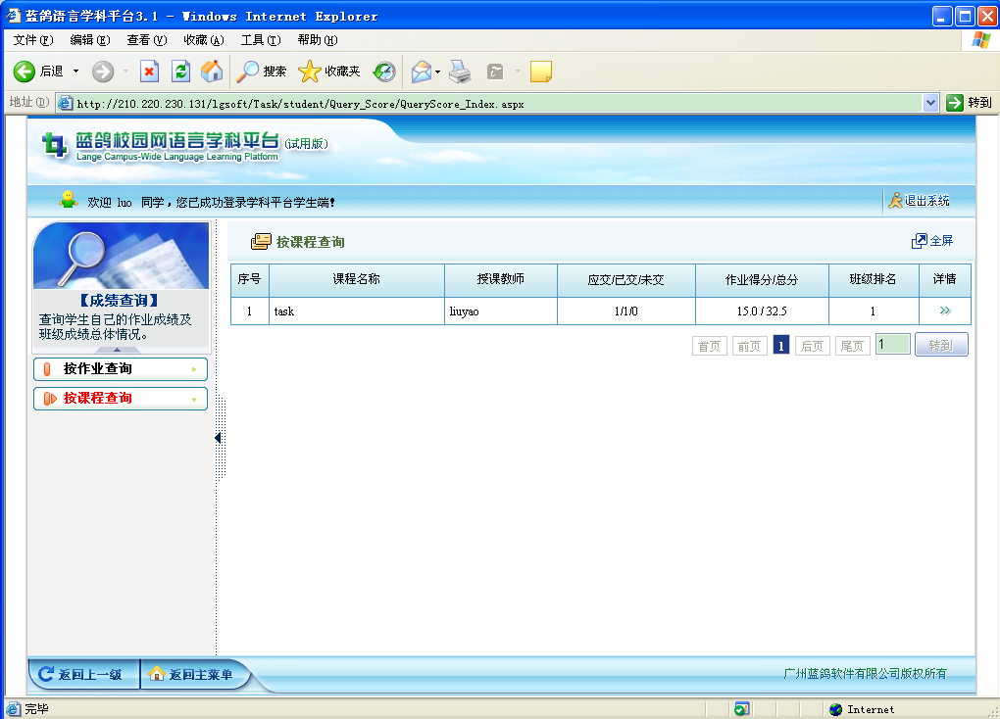 蓝鸽语言学科平台3.1 - Windows Internet Explorer
文件(F) 编辑(E) 查看(V) 收藏(A) 工具(T) 帮助(H)
后退 搜索 收藏夹
地址(D) http://210.220.230.131/lgsoft/Task/student/Query_Score/QueryScore_Index.aspx 转到
蓝鸽校园网语言学科平台 (试用版)
Lange Campus-Wide Language Learning Platform
欢迎 luo 同学，您已成功登录学科平台学生端! 退出系统
按课程查询 全屏
【成绩查询】
查询学生自己的作业成绩及
班级成绩总体情况。
按作业查询
按课程查询
序号 课程名称 授课教师 应交/已交/未交 作业得分/总分 班级排名 详情
1 task liuyao 1/1/0 15.0 / 32.5 1 >>
首页 前页 1 后页 尾页 1 转到
返回上一级 返回主菜单 广州蓝鸽软件有限公司版权所有
完毕 Internet